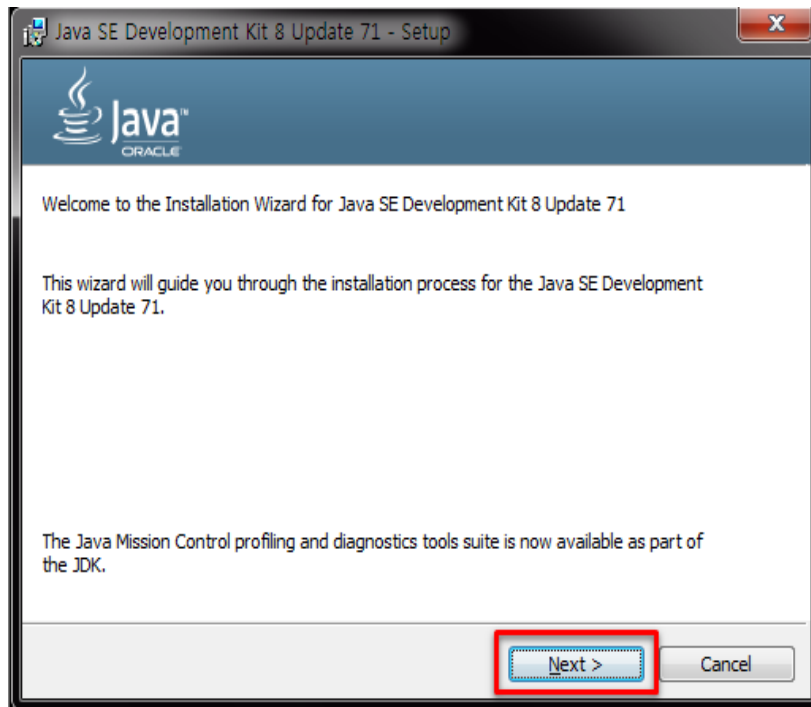 Java SE Development Kit 8 Update 71 - Setup
X
Java™
ORACLE
Welcome to the Installation Wizard for Java SE Development Kit 8 Update 71
This wizard will guide you through the installation process for the Java SE Development
Kit 8 Update 71.
The Java Mission Control profiling and diagnostics tools suite is now available as part of
the JDK.
Next >
Cancel